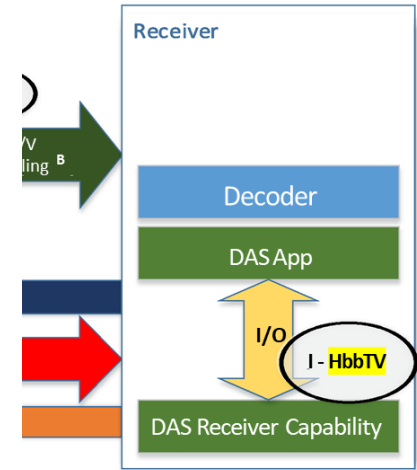 Receiver
/V
ling B
Decoder
DAS App
I/O
I - HbbTV
DAS Receiver Capability